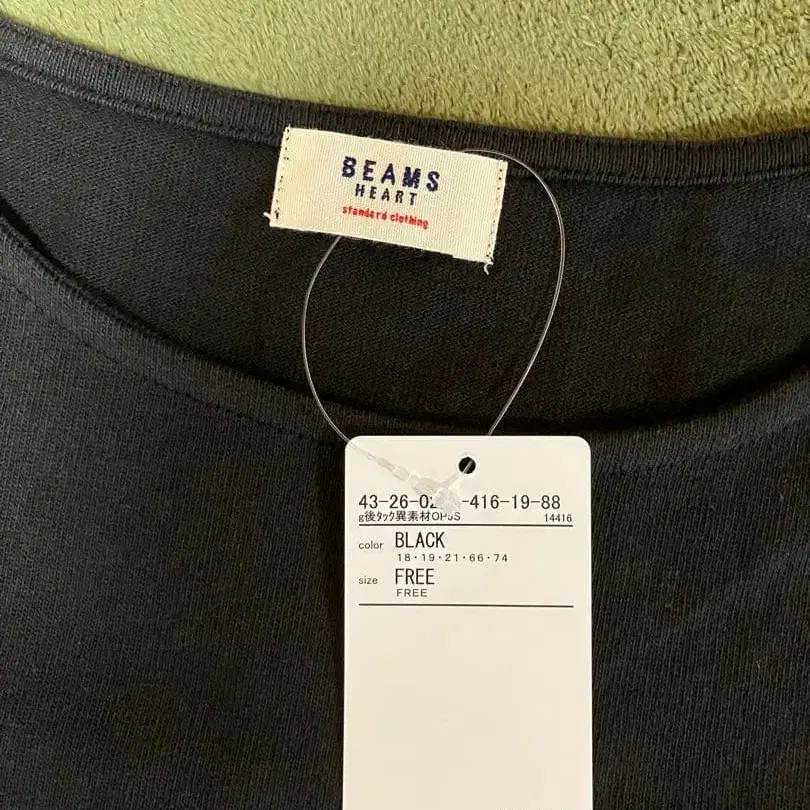 BEAMS
HEART
standard clothing
43-26-02 -416-19-88
g後ﾀｯｸ異素材OP5S 14416
color BLACK
18・19・21・66・74
size FREE
FREE